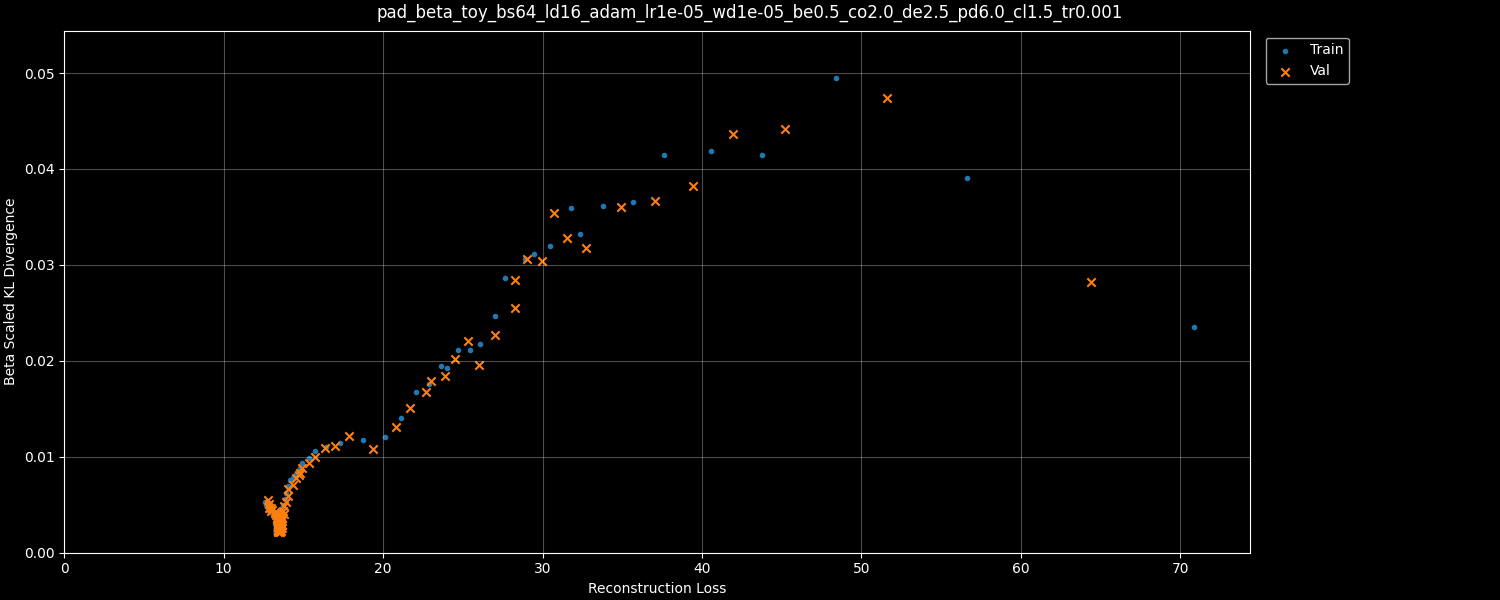 pad_beta_toy_bs64_ld16_adam_lr1e-05_wd1e-05_be0.5_co2.0_de2.5_pd6.0_cl1.5_tr0.001
Train
Val
0.05
0.04
0.03
0.02
0.01
0.00
Beta Scaled KL Divergence
0
10
20
30
40
50
60
70
Reconstruction Loss